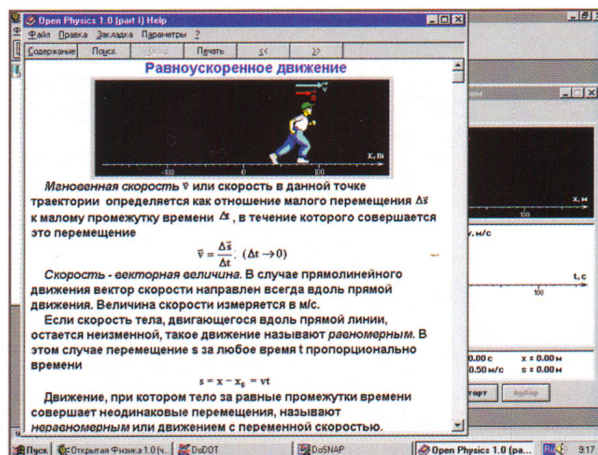 Open Physics 1.0 (part I) Help
Файл Правка Закладка Параметры ?
Содержание Поиск Печать << >>
Равноускоренное движение
v
a
x, m
-100 0 100
Мгновенная скорость v⃗ или скорость в данной точке
траектории определяется как отношение малого перемещения Δs⃗
к малому промежутку времени Δt, в течение которого совершается
это перемещение
v⃗ = Δs⃗ / Δt, (Δt → 0)
Скорость - векторная величина. В случае прямолинейного
движения вектор скорости направлен всегда вдоль прямой
движения. Величина скорости измеряется в м/с.
Если скорость тела, двигающегося вдоль прямой линии,
остается неизменной, такое движение называют равномерным. В
этом случае перемещение s за любое время t пропорционально
времени
s = x – x₀ = vt
Движение, при котором тело за равные промежутки времени
совершает неодинаковые перемещения, называют
неравномерным или движением с переменной скоростью.
x, м
100
, м/с
t, с
100
0.00 с x = 0.00 м
0.50 м/с s = 0.00 м
тарт Выбор
Пуск Открытая Физика 1.0 (ч... DoDOT DoSNAP Open Physics 1.0 (pa... 9:17